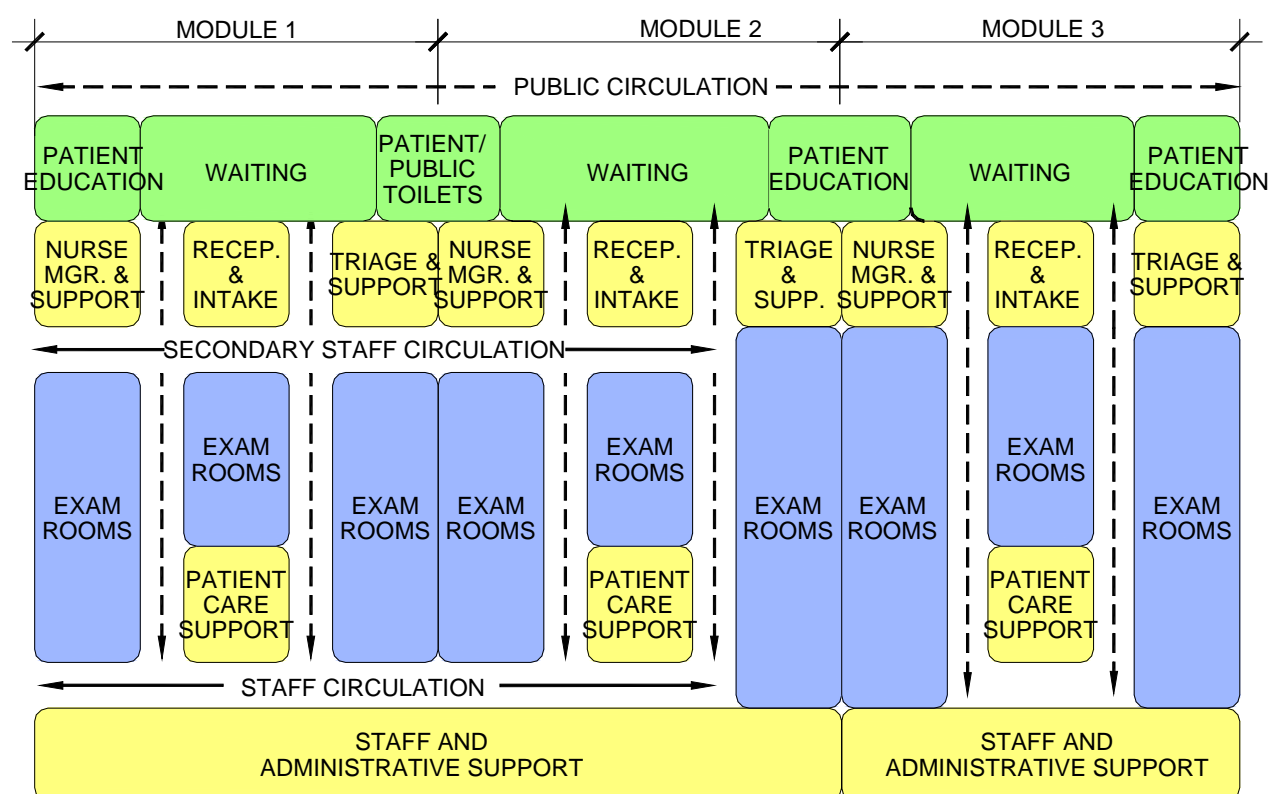 MODULE 1
MODULE 2
MODULE 3
PUBLIC CIRCULATION
PATIENT
EDUCATION
WAITING
PATIENT/
PUBLIC
TOILETS
WAITING
PATIENT
EDUCATION
WAITING
PATIENT
EDUCATION
NURSE
MGR. &
SUPPORT
RECEP.
&
INTAKE
TRIAGE &
SUPPORT
NURSE
MGR. &
SUPPORT
RECEP.
&
INTAKE
TRIAGE
&
SUPP.
NURSE
MGR. &
SUPPORT
RECEP.
&
INTAKE
TRIAGE &
SUPPORT
SECONDARY STAFF CIRCULATION
EXAM
ROOMS
EXAM
ROOMS
EXAM
ROOMS
EXAM
ROOMS
EXAM
ROOMS
EXAM
ROOMS
EXAM
ROOMS
EXAM
ROOMS
EXAM
ROOMS
PATIENT
CARE
SUPPORT
PATIENT
CARE
SUPPORT
PATIENT
CARE
SUPPORT
STAFF CIRCULATION
STAFF AND
ADMINISTRATIVE SUPPORT
STAFF AND
ADMINISTRATIVE SUPPORT